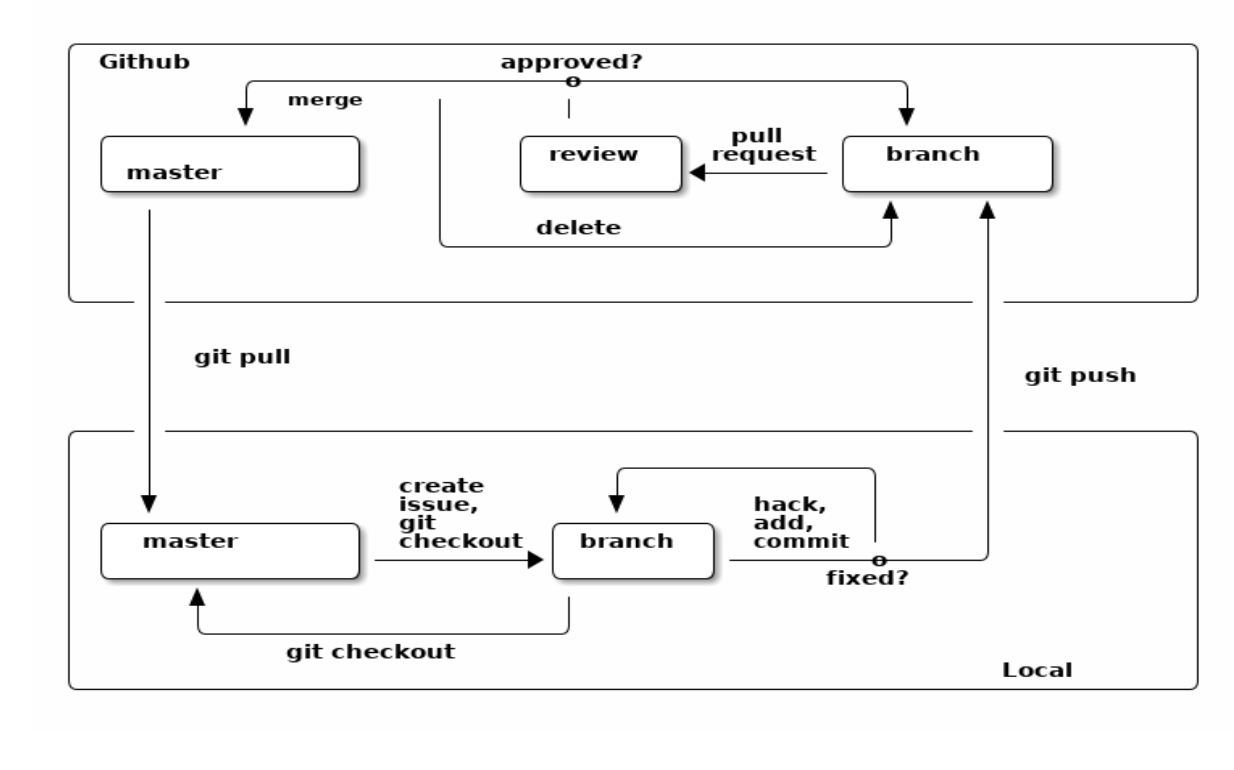 Github
approved?
o
merge
master
review
pull
request
branch
delete
git pull
git push
master
create
issue,
git
checkout
branch
hack,
add,
commit
o
fixed?
git checkout
Local